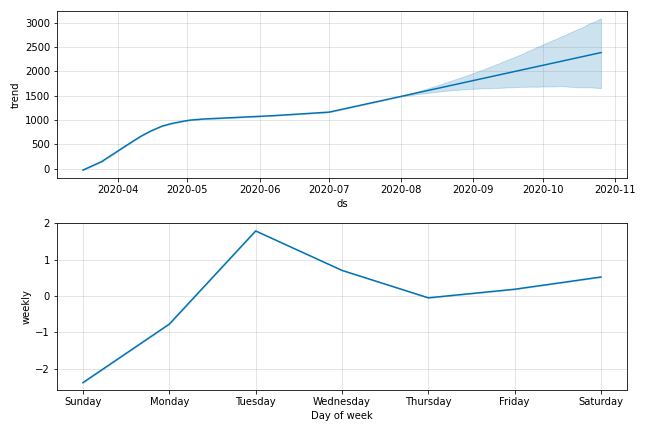 3000
2500
2000
1500
1000
500
0
trend
2020-04 2020-05 2020-06 2020-07 2020-08 2020-09 2020-10 2020-11
ds
2
1
0
−1
−2
weekly
Sunday Monday Tuesday Wednesday Thursday Friday Saturday
Day of week